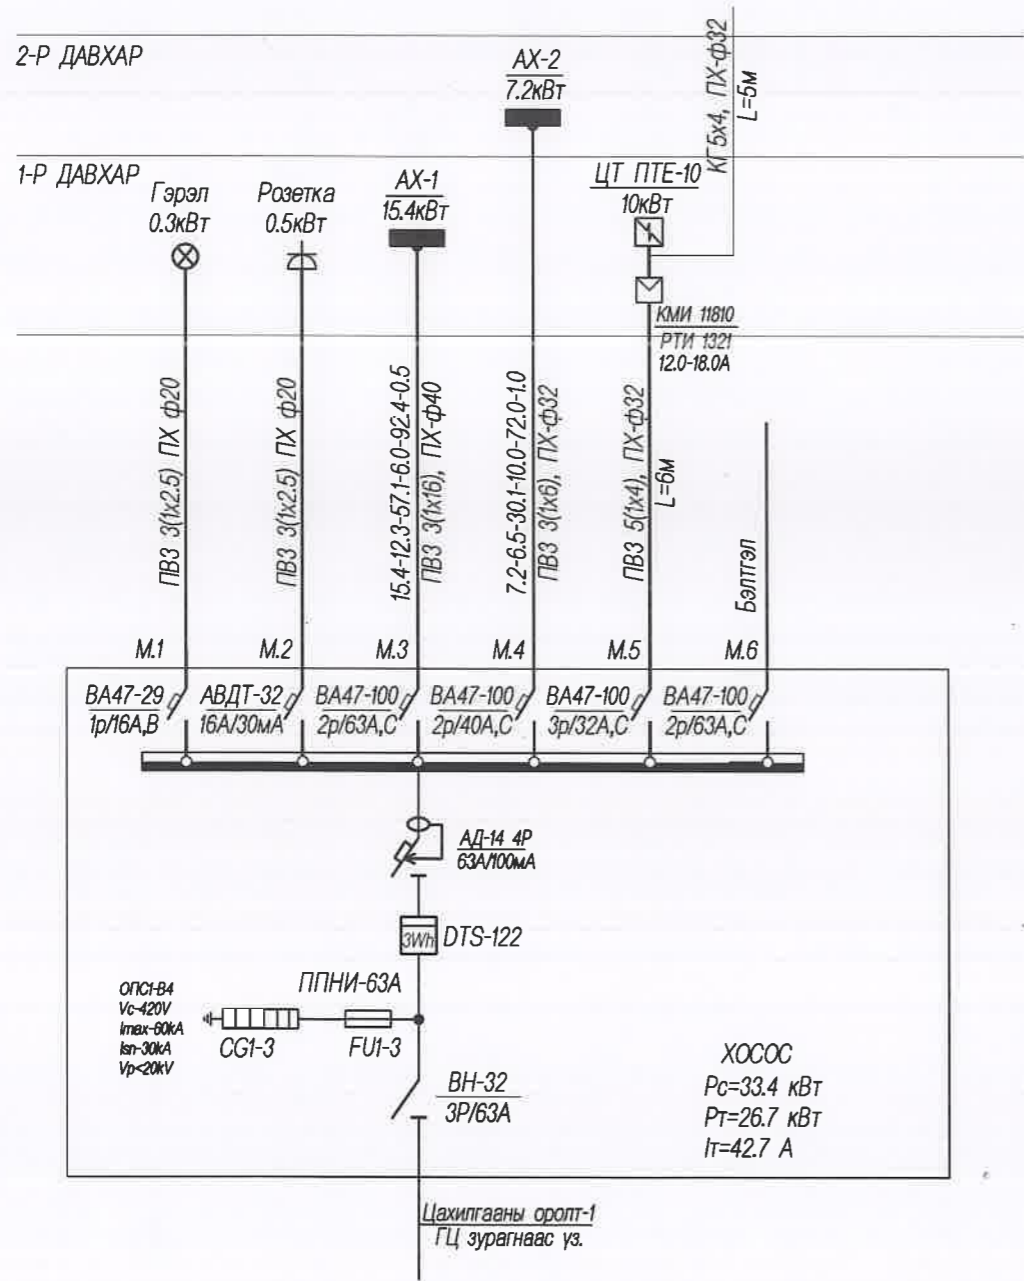 2-Р ДАВХАР
АХ-2
7.2кВт
КГ 5х4, ПХ-ф32
L=5м
1-Р ДАВХАР
Гэрэл
0.3кВт
Розетка
0.5кВт
АХ-1
15.4кВт
ЦТ ПТЕ-10
10кВт
КМИ 11810
РТИ 1321
12.0-18.0А
ПВ3 3(1х2.5) ПХ ф20
ПВ3 3(1х2.5) ПХ ф20
15.4-12.3-57.1-6.0-92.4-0.5
ПВ3 3(1х16), ПХ-ф40
7.2-6.5-30.1-10.0-72.0-1.0
ПВ3 3(1х6), ПХ-ф32
ПВ3 5(1х4), ПХ-ф32
L=6м
Бэлтгэл
М.1
М.2
М.3
М.4
М.5
М.6
ВА47-29
1р/16А,В
АВДТ-32
16А/30мА
ВА47-100
2р/63А,С
ВА47-100
2р/40А,С
ВА47-100
3р/32А,С
ВА47-100
2р/63А,С
АД-14 4Р
63А/100мА
3Wh
DTS-122
ППНИ-63А
ОПС1-В4
Vc-420V
Imax-60kA
Isn-30kA
Vp<20kV
CG1-3
FU1-3
ВН-32
3Р/63А
ХОСОС
Рс=33.4 кВт
Рт=26.7 кВт
Iт=42.7 А
Цахилгааны оролт-1
ГЦ зурагнаас үз.